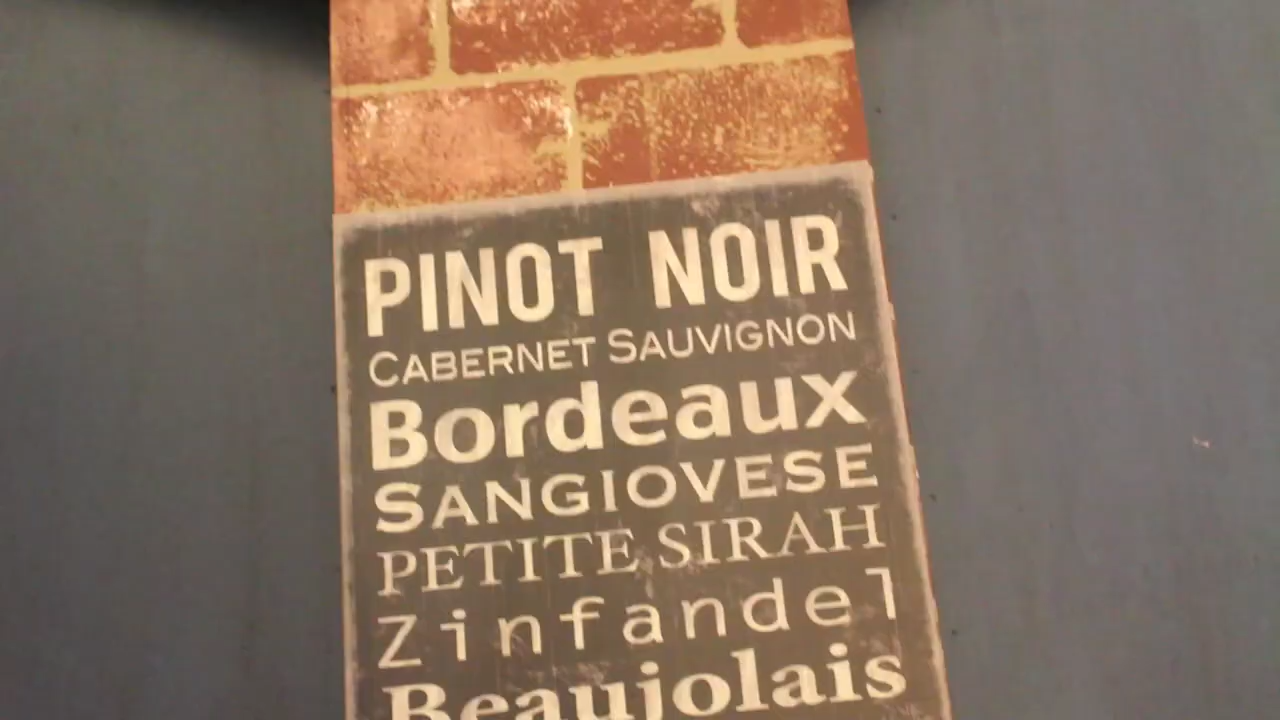 PINOT NOIR
CABERNET SAUVIGNON
Bordeaux
SANGIOVESE
PETITE SIRAH
Zinfandel
Beaujolais